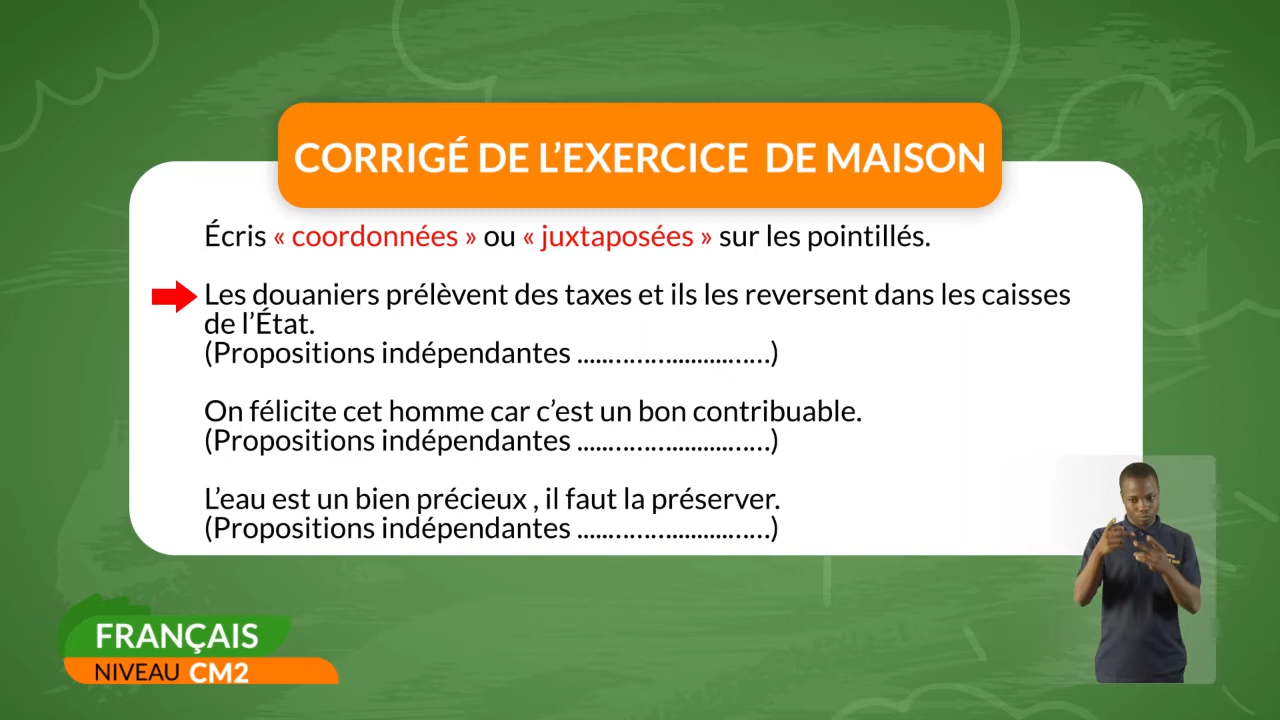 CORRIGÉ DE L’EXERCICE  DE MAISON
Écris « coordonnées » ou « juxtaposées » sur les pointillés.
Les douaniers prélèvent des taxes et ils les reversent dans les caisses
de l’État.
(Propositions indépendantes .................................)
On félicite cet homme car c’est un bon contribuable.
(Propositions indépendantes .................................)
L’eau est un bien précieux , il faut la préserver.
(Propositions indépendantes .................................)
FRANÇAIS
NIVEAU CM2